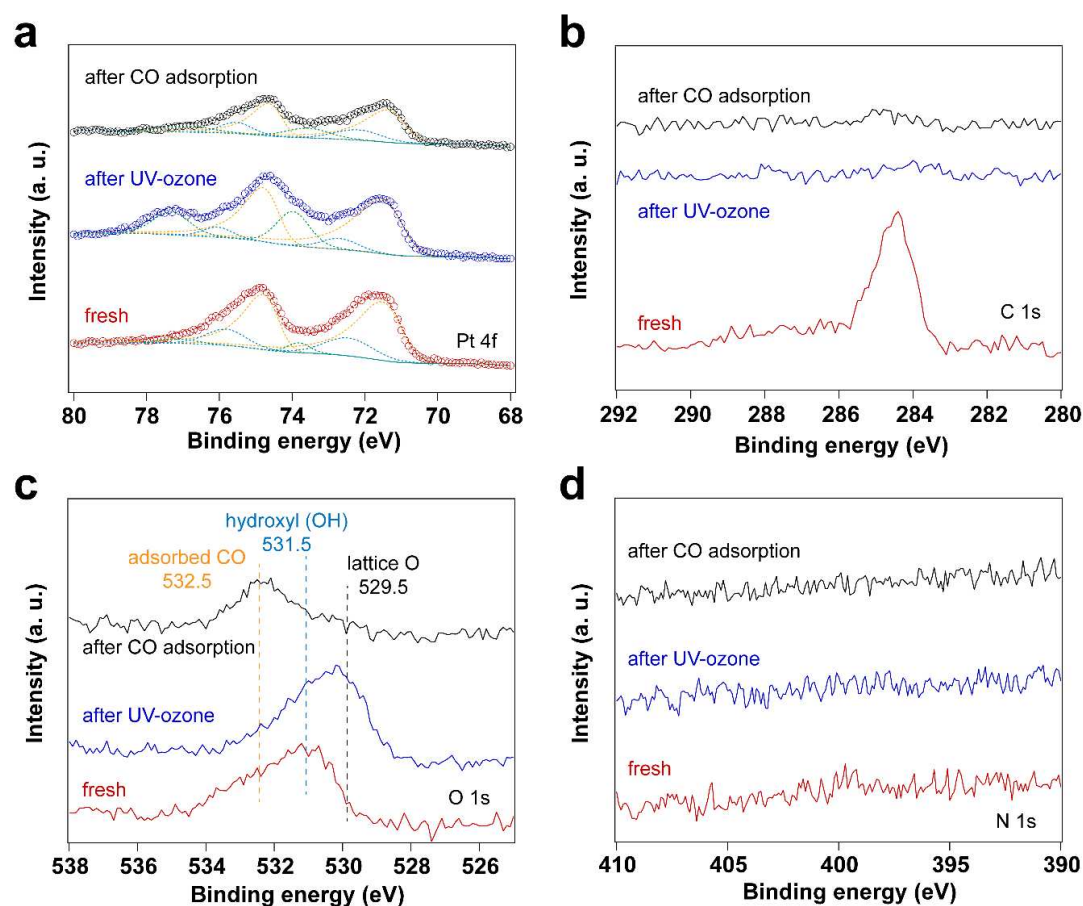 a
after CO adsorption
after UV-ozone
fresh
Pt 4f
Intensity (a. u.)
80 78 76 74 72 70 68
Binding energy (eV)
b
after CO adsorption
after UV-ozone
fresh
C 1s
Intensity (a. u.)
292 290 288 286 284 282 280
Binding energy (eV)
c
hydroxyl (OH)
531.5
adsorbed CO
532.5
lattice O
529.5
after CO adsorption
after UV-ozone
fresh
O 1s
Intensity (a. u.)
538 536 534 532 530 528 526
Binding energy (eV)
d
after CO adsorption
after UV-ozone
fresh
N 1s
Intensity (a. u.)
410 405 400 395 390
Binding energy (eV)